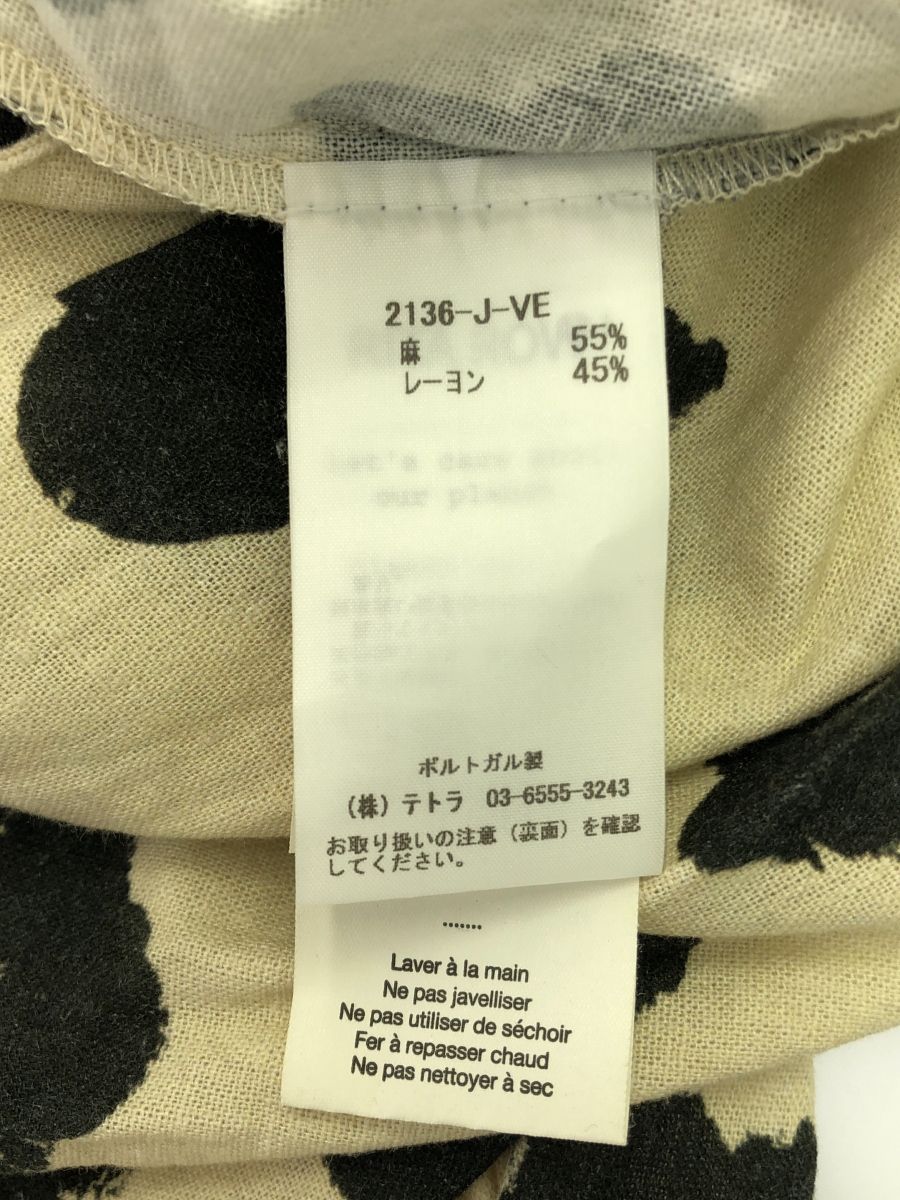 2136-J-VE
麻 55%
レーヨン 45%
ポルトガル製
（株）テトラ 03-6555-3243
お取り扱いの注意（裏面）を確認
してください。
.......
Laver à la main
Ne pas javelliser
Ne pas utiliser de séchoir
Fer à repasser chaud
Ne pas nettoyer à sec